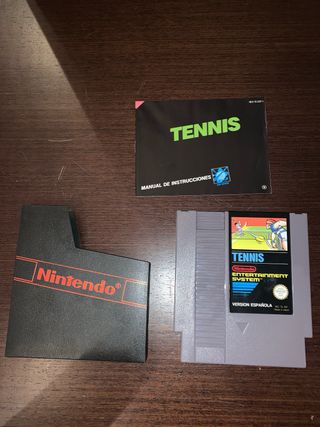 TENNIS
MANUAL DE INSTRUCCIONES
Nintendo®
TENNIS
Nintendo
ENTERTAINMENT
SYSTEM
VERSION ESPAÑOLA